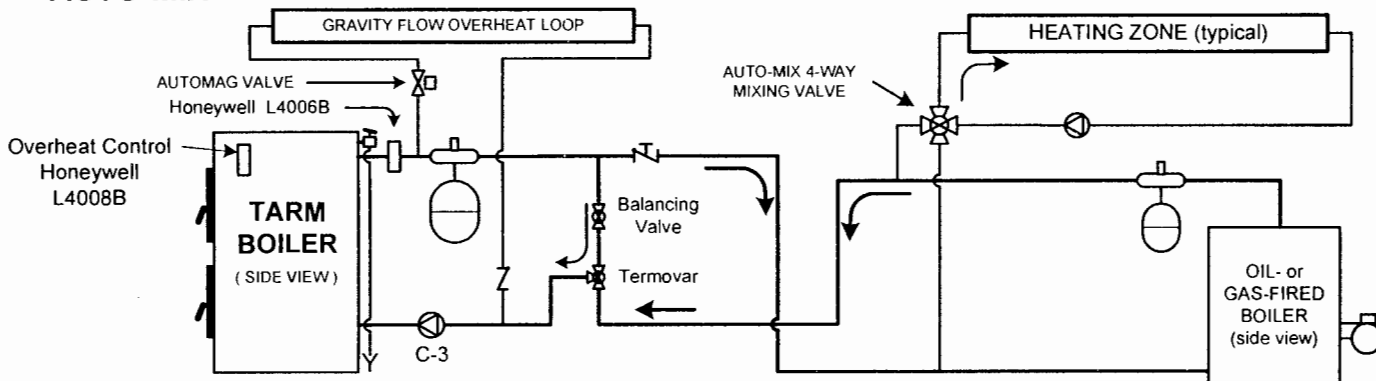 GRAVITY FLOW OVERHEAT LOOP
HEATING ZONE (typical)
AUTOMAG VALVE
Honeywell L4006B
AUTO-MIX 4-WAY
MIXING VALVE
Overheat Control
Honeywell
L4008B
TARM
BOILER
( SIDE VIEW )
Balancing
Valve
Termovar
C-3
OIL- or
GAS-FIRED
BOILER
(side view)